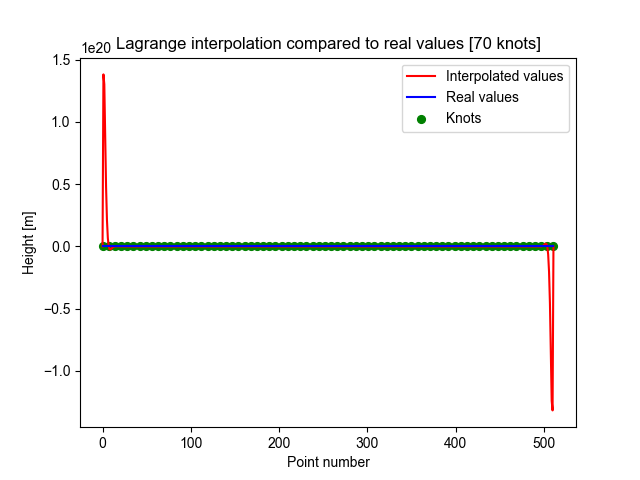 Lagrange interpolation compared to real values [70 knots]
1e20
Interpolated values
Real values
Knots
1.5
1.0
0.5
0.0
−0.5
−1.0
Height [m]
0
100
200
300
400
500
Point number